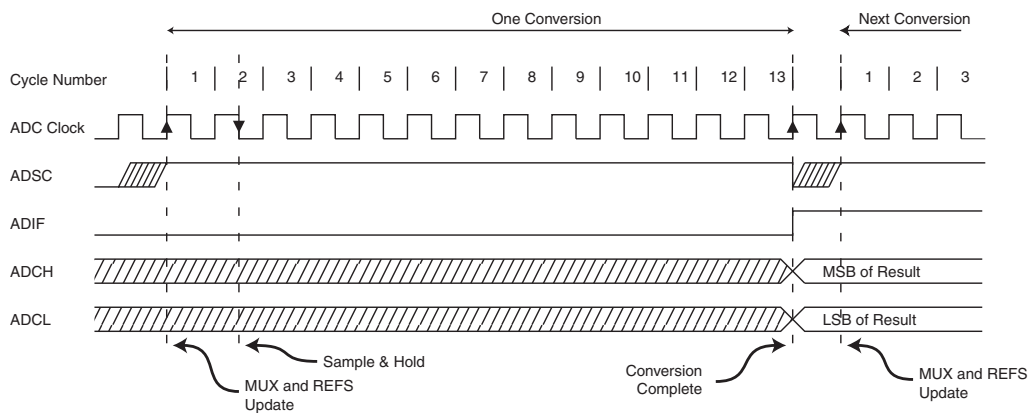 One Conversion
Next Conversion
Cycle Number 1 2 3 4 5 6 7 8 9 10 11 12 13 1 2 3
ADC Clock
ADSC
ADIF
ADCH MSB of Result
ADCL LSB of Result
Sample & Hold
MUX and REFS
Update
Conversion
Complete
MUX and REFS
Update